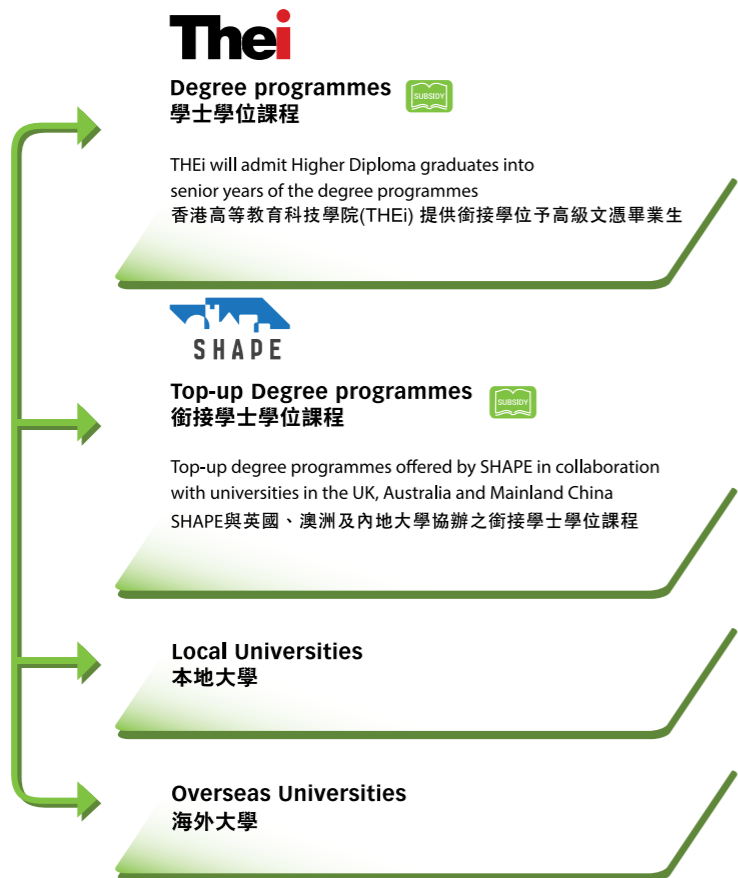 THEi
Degree programmes
SUBSIDY
學士學位課程
THEi will admit Higher Diploma graduates into
senior years of the degree programmes
香港高等教育科技學院(THEi) 提供銜接學位予高級文憑畢業生
SHAPE
Top-up Degree programmes
SUBSIDY
銜接學士學位課程
Top-up degree programmes offered by SHAPE in collaboration
with universities in the UK, Australia and Mainland China
SHAPE與英國、澳洲及內地大學協辦之銜接學士學位課程
Local Universities
本地大學
Overseas Universities
海外大學